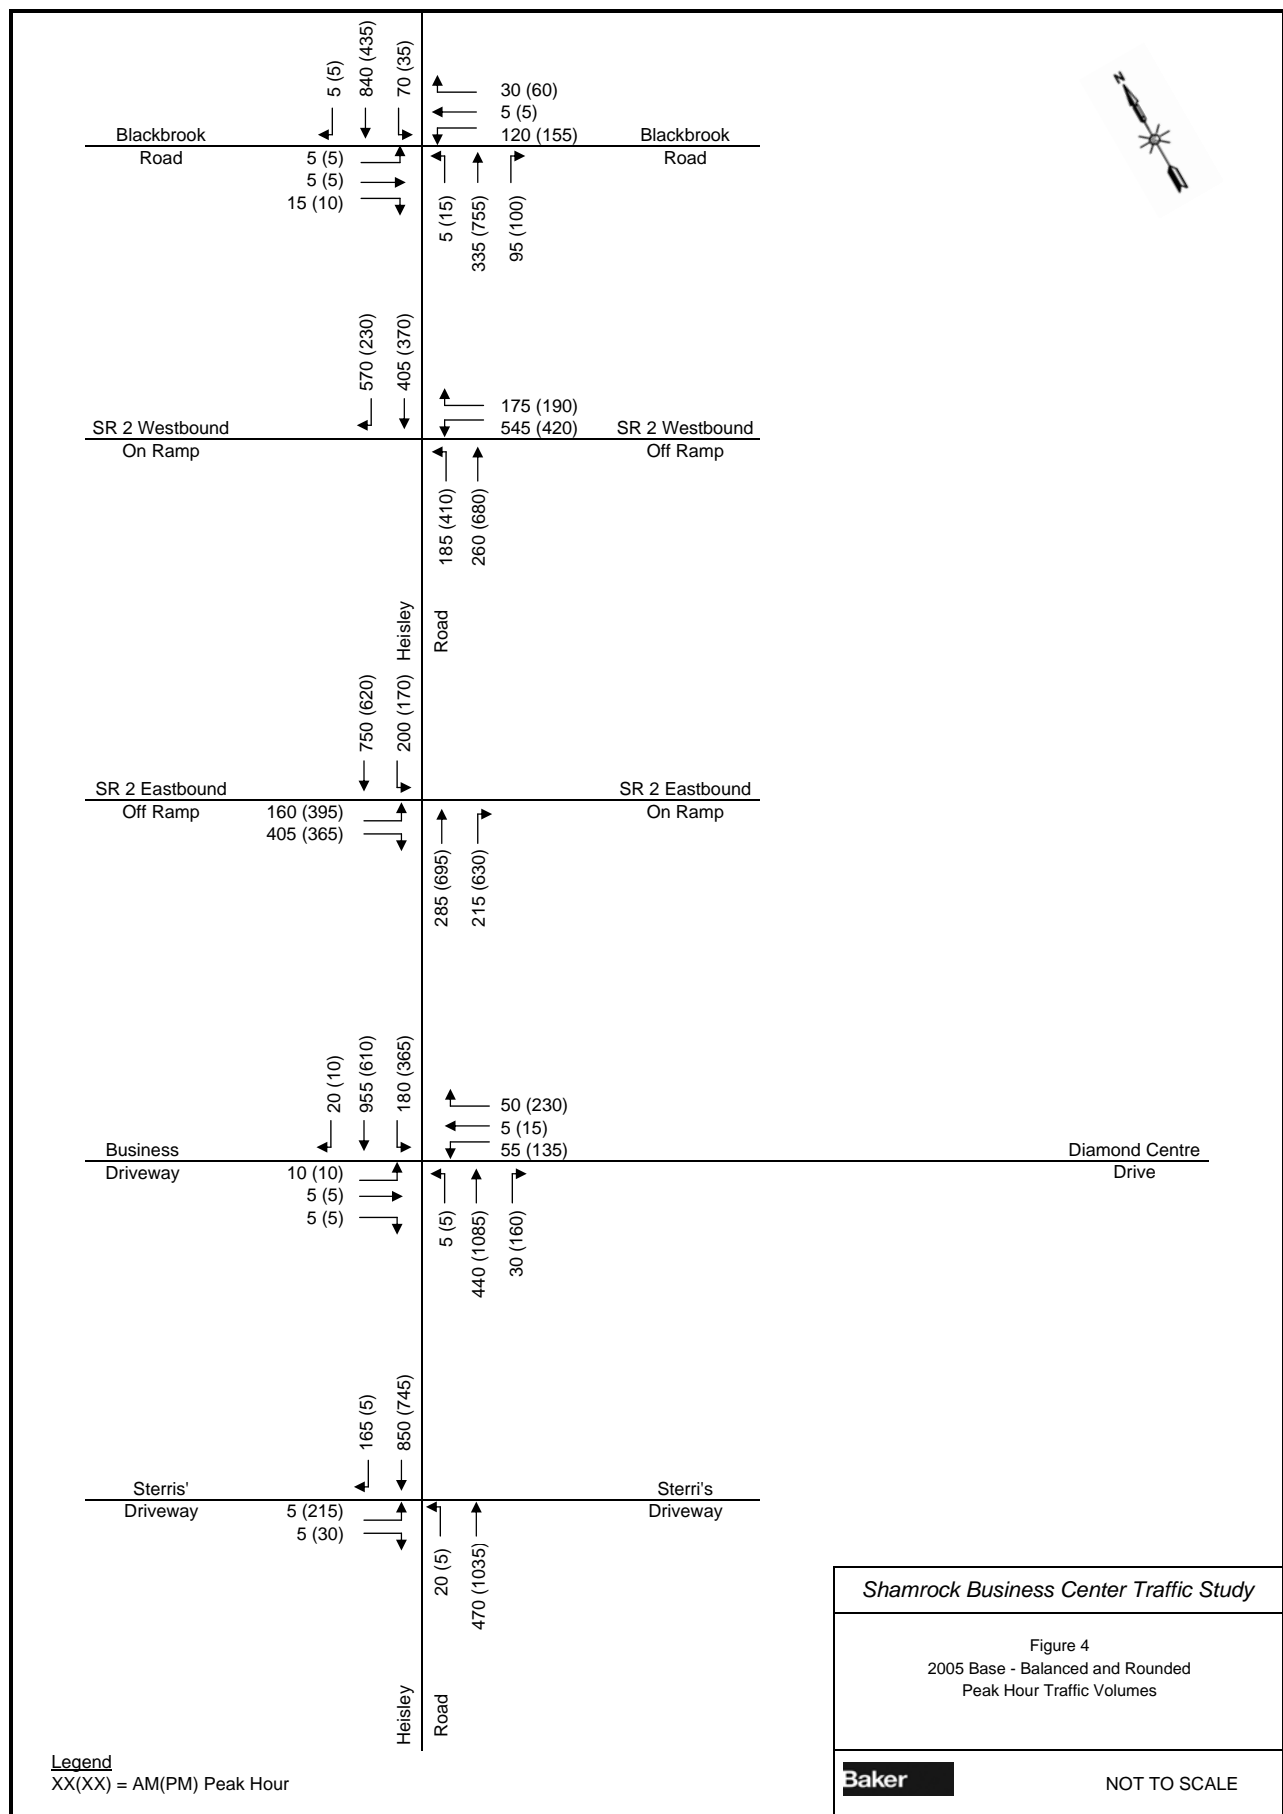 5 (5)
840 (435)
70 (35)
30 (60)
5 (5)
120 (155)
Blackbrook
Road
Blackbrook
Road
5 (5)
5 (5)
15 (10)
5 (15)
335 (755)
95 (100)
N
570 (230)
405 (370)
175 (190)
545 (420)
SR 2 Westbound
On Ramp
SR 2 Westbound
Off Ramp
185 (410)
260 (680)
Heisley
Road
750 (620)
200 (170)
SR 2 Eastbound
Off Ramp
SR 2 Eastbound
On Ramp
160 (395)
405 (365)
285 (695)
215 (630)
20 (10)
955 (610)
180 (365)
50 (230)
5 (15)
55 (135)
Business
Driveway
Diamond Centre
Drive
10 (10)
5 (5)
5 (5)
5 (5)
440 (1085)
30 (160)
165 (5)
850 (745)
Sterris'
Driveway
Sterri's
Driveway
5 (215)
5 (30)
20 (5)
470 (1035)
Heisley
Road
Legend
XX(XX) = AM(PM) Peak Hour
Shamrock Business Center Traffic Study
Figure 4
2005 Base - Balanced and Rounded
Peak Hour Traffic Volumes
Baker
NOT TO SCALE